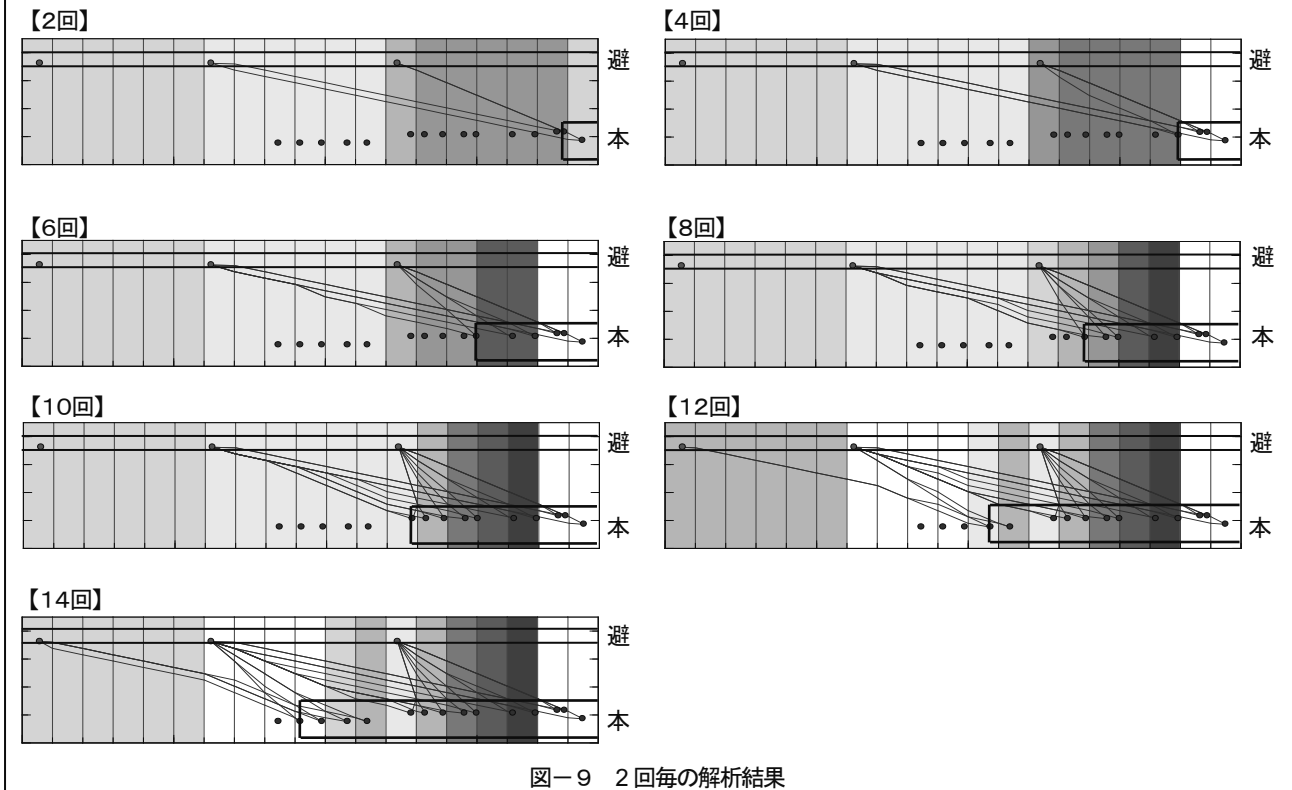 【2回】
避
本
【4回】
避
本
【6回】
避
本
【8回】
避
本
【10回】
避
本
【12回】
避
本
【14回】
避
本
図－9　2回毎の解析結果